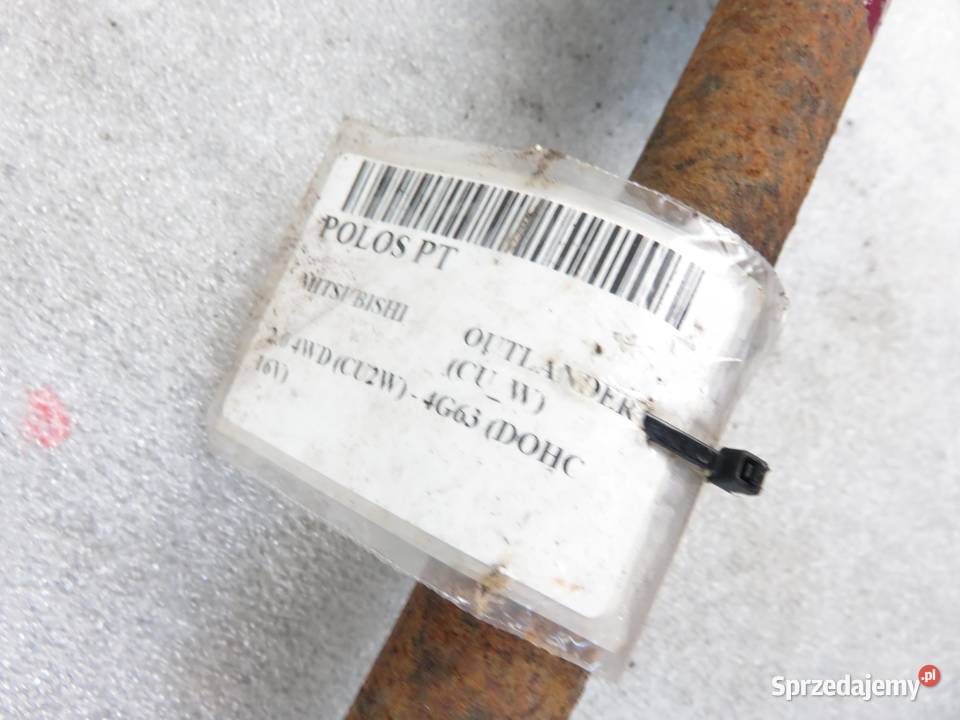 POLOS PT
MITSUBISHI
OUTLANDER
(CU_W)
2.0 4WD (CU2W) - 4G63 (DOHC
16V)
Sprzedajemy.pl